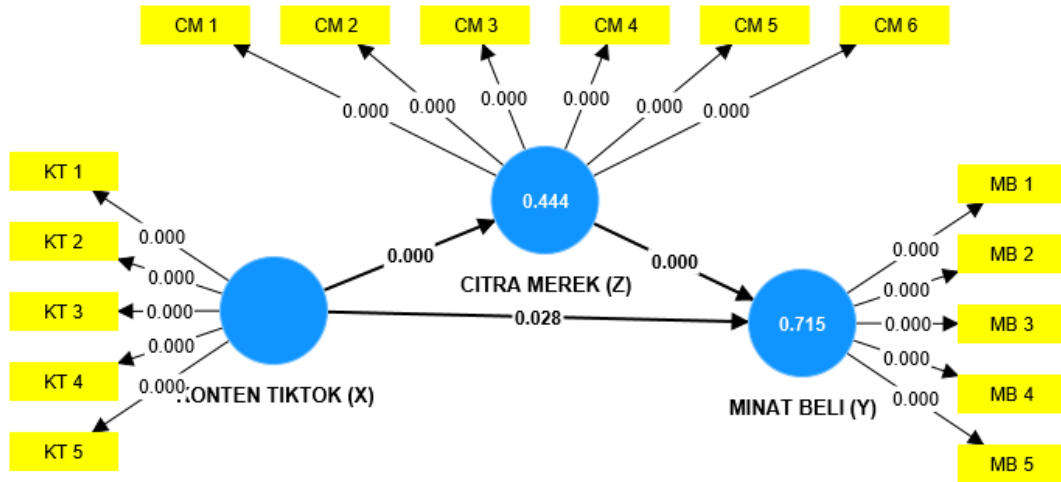 CM 1
CM 2
CM 3
CM 4
CM 5
CM 6
0.000
0.000
0.000
0.000
0.000
0.000
KT 1
KT 2
KT 3
KT 4
KT 5
0.000
0.000
0.000
0.000
0.000
KONTEN TIKTOK (X)
0.000
0.444
CITRA MEREK (Z)
0.000
0.028
0.715
MINAT BELI (Y)
0.000
0.000
0.000
0.000
0.000
MB 1
MB 2
MB 3
MB 4
MB 5